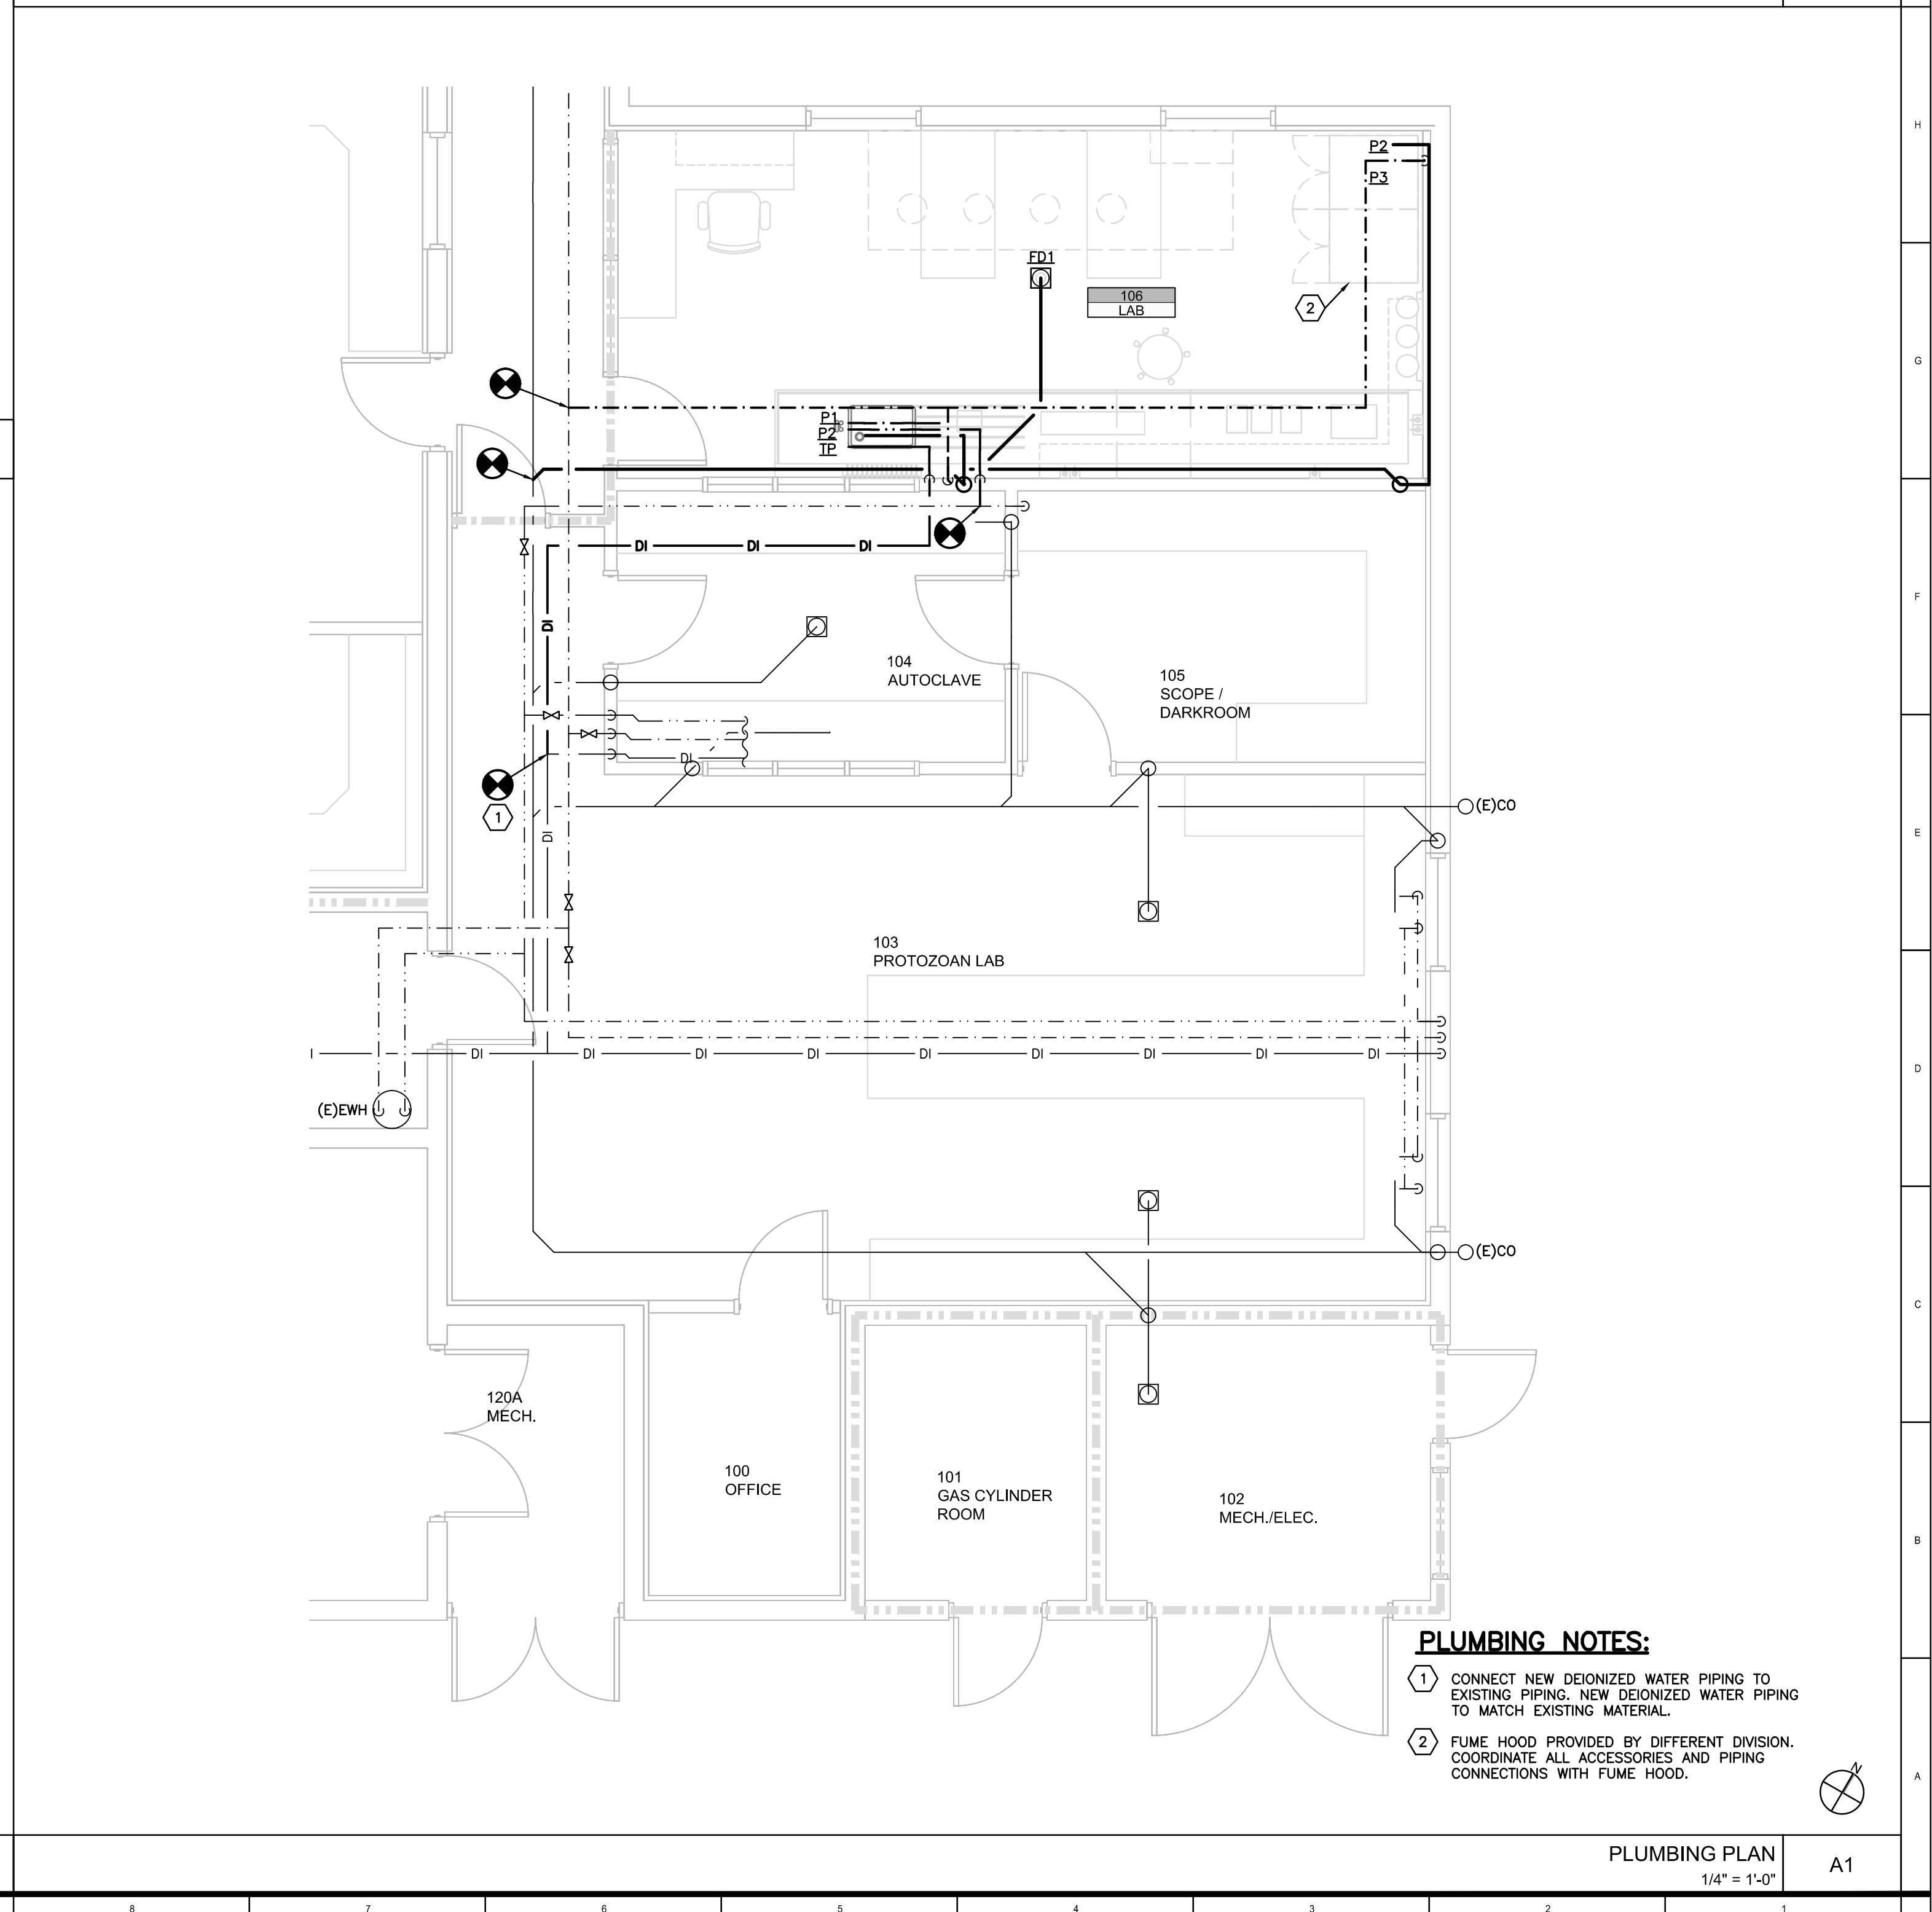 H
P2
P3
FD1
106
LAB
2
G
P1
P2
TP
DI DI DI
DI
F
104
AUTOCLAVE
105
SCOPE /
DARKROOM
DI
1
DI
(E)CO
E
103
PROTOZOAN LAB
DI DI DI DI DI DI DI DI DI
D
(E)EWH
(E)CO
C
120A
MECH.
100
OFFICE
101
GAS CYLINDER
ROOM
102
MECH./ELEC.
B
PLUMBING NOTES:
1 CONNECT NEW DEIONIZED WATER PIPING TO
EXISTING PIPING. NEW DEIONIZED WATER PIPING
TO MATCH EXISTING MATERIAL.
2 FUME HOOD PROVIDED BY DIFFERENT DIVISION.
COORDINATE ALL ACCESSORIES AND PIPING
CONNECTIONS WITH FUME HOOD.
N
A
PLUMBING PLAN
1/4" = 1'-0"
A1
8 7 6 5 4 3 2 1